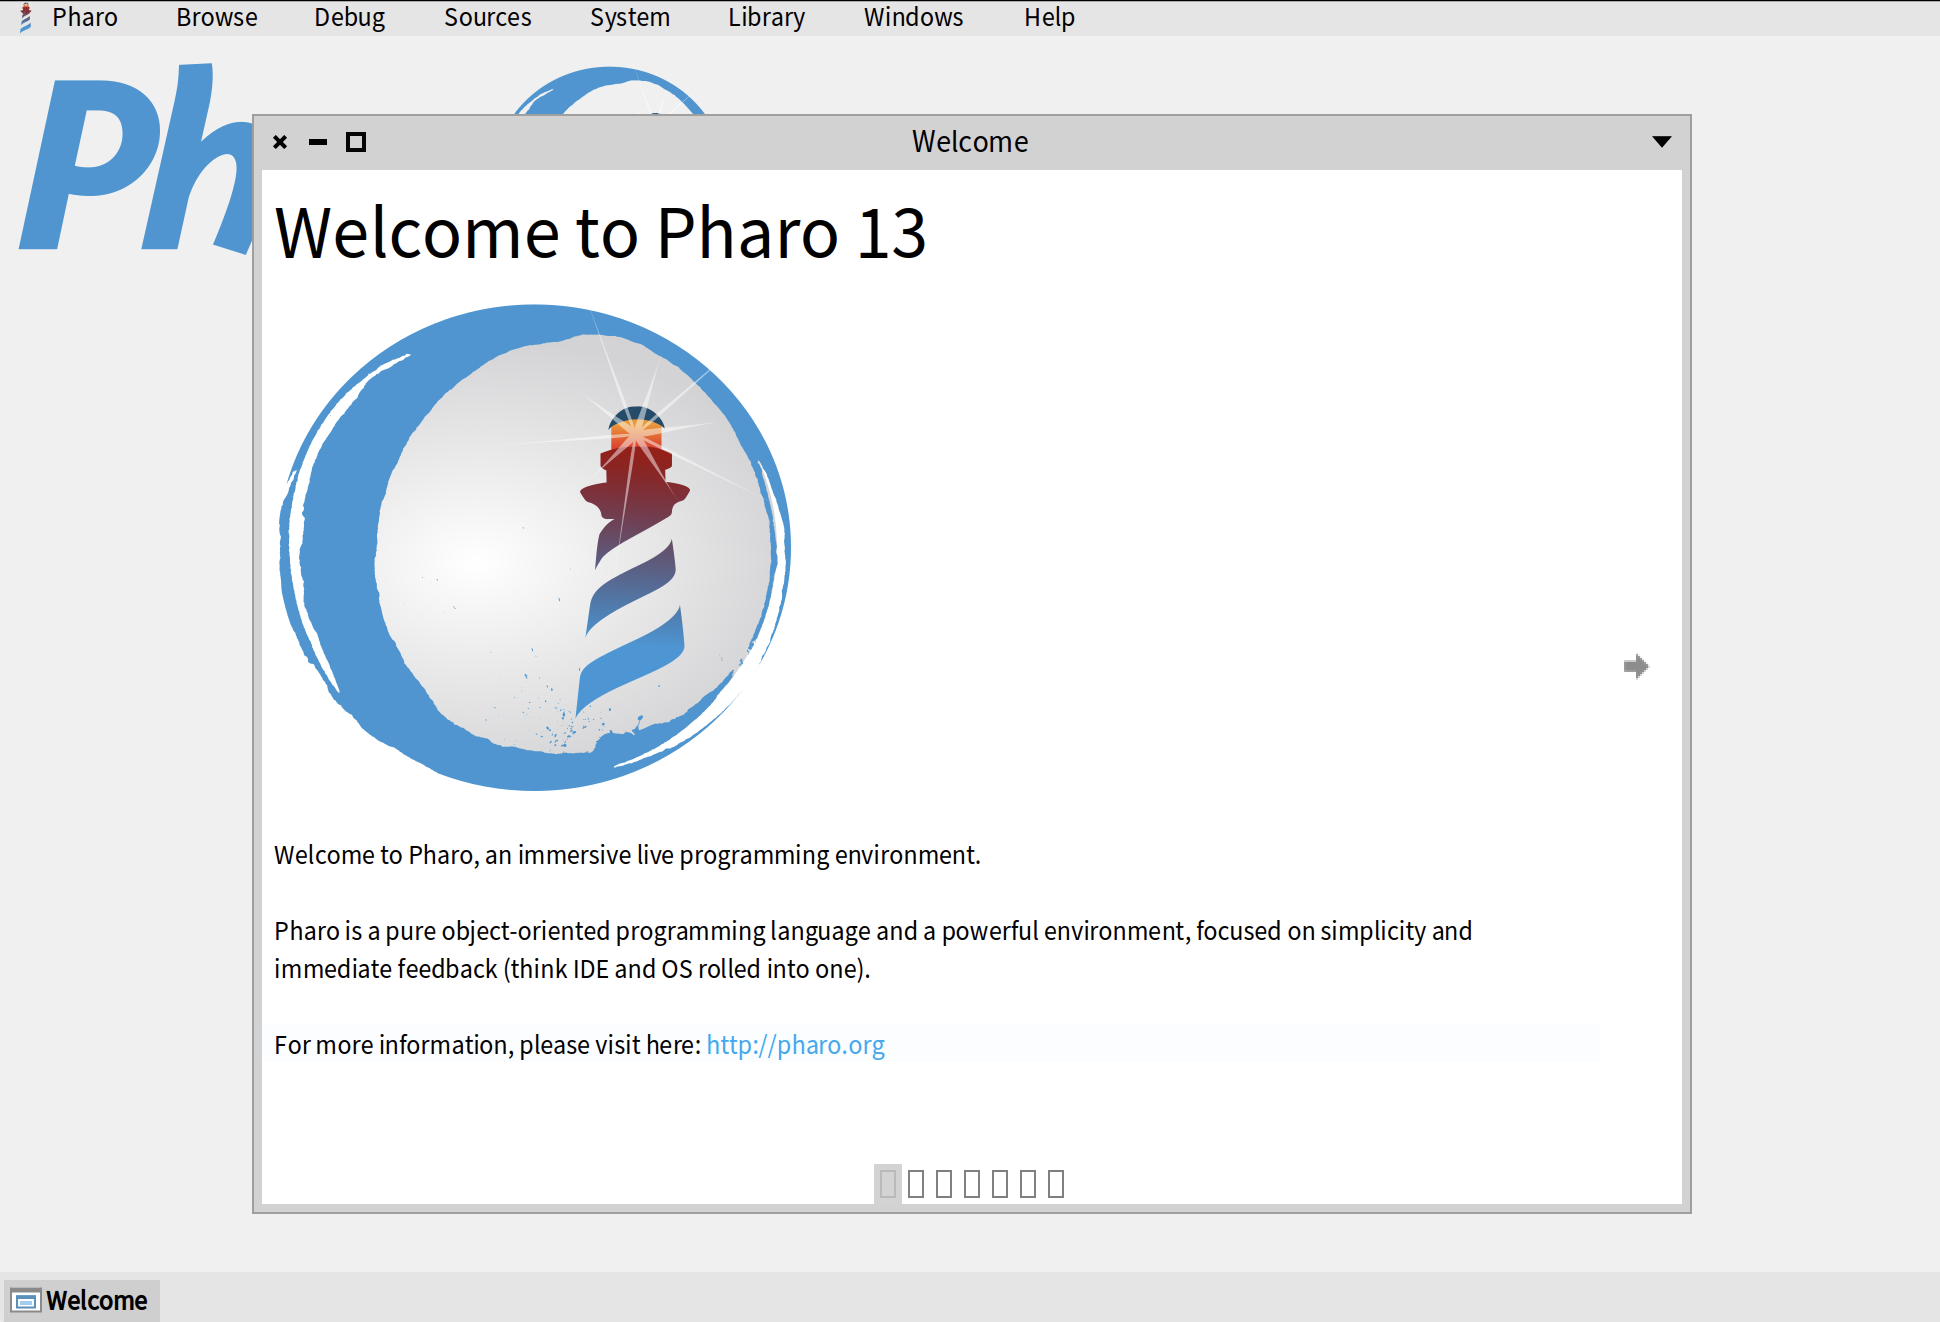 Pharo Browse Debug Sources System Library Windows Help
Ph
Welcome
Welcome to Pharo 13
Welcome to Pharo, an immersive live programming environment.
Pharo is a pure object-oriented programming language and a powerful environment, focused on simplicity and
immediate feedback (think IDE and OS rolled into one).
For more information, please visit here: http://pharo.org
Welcome